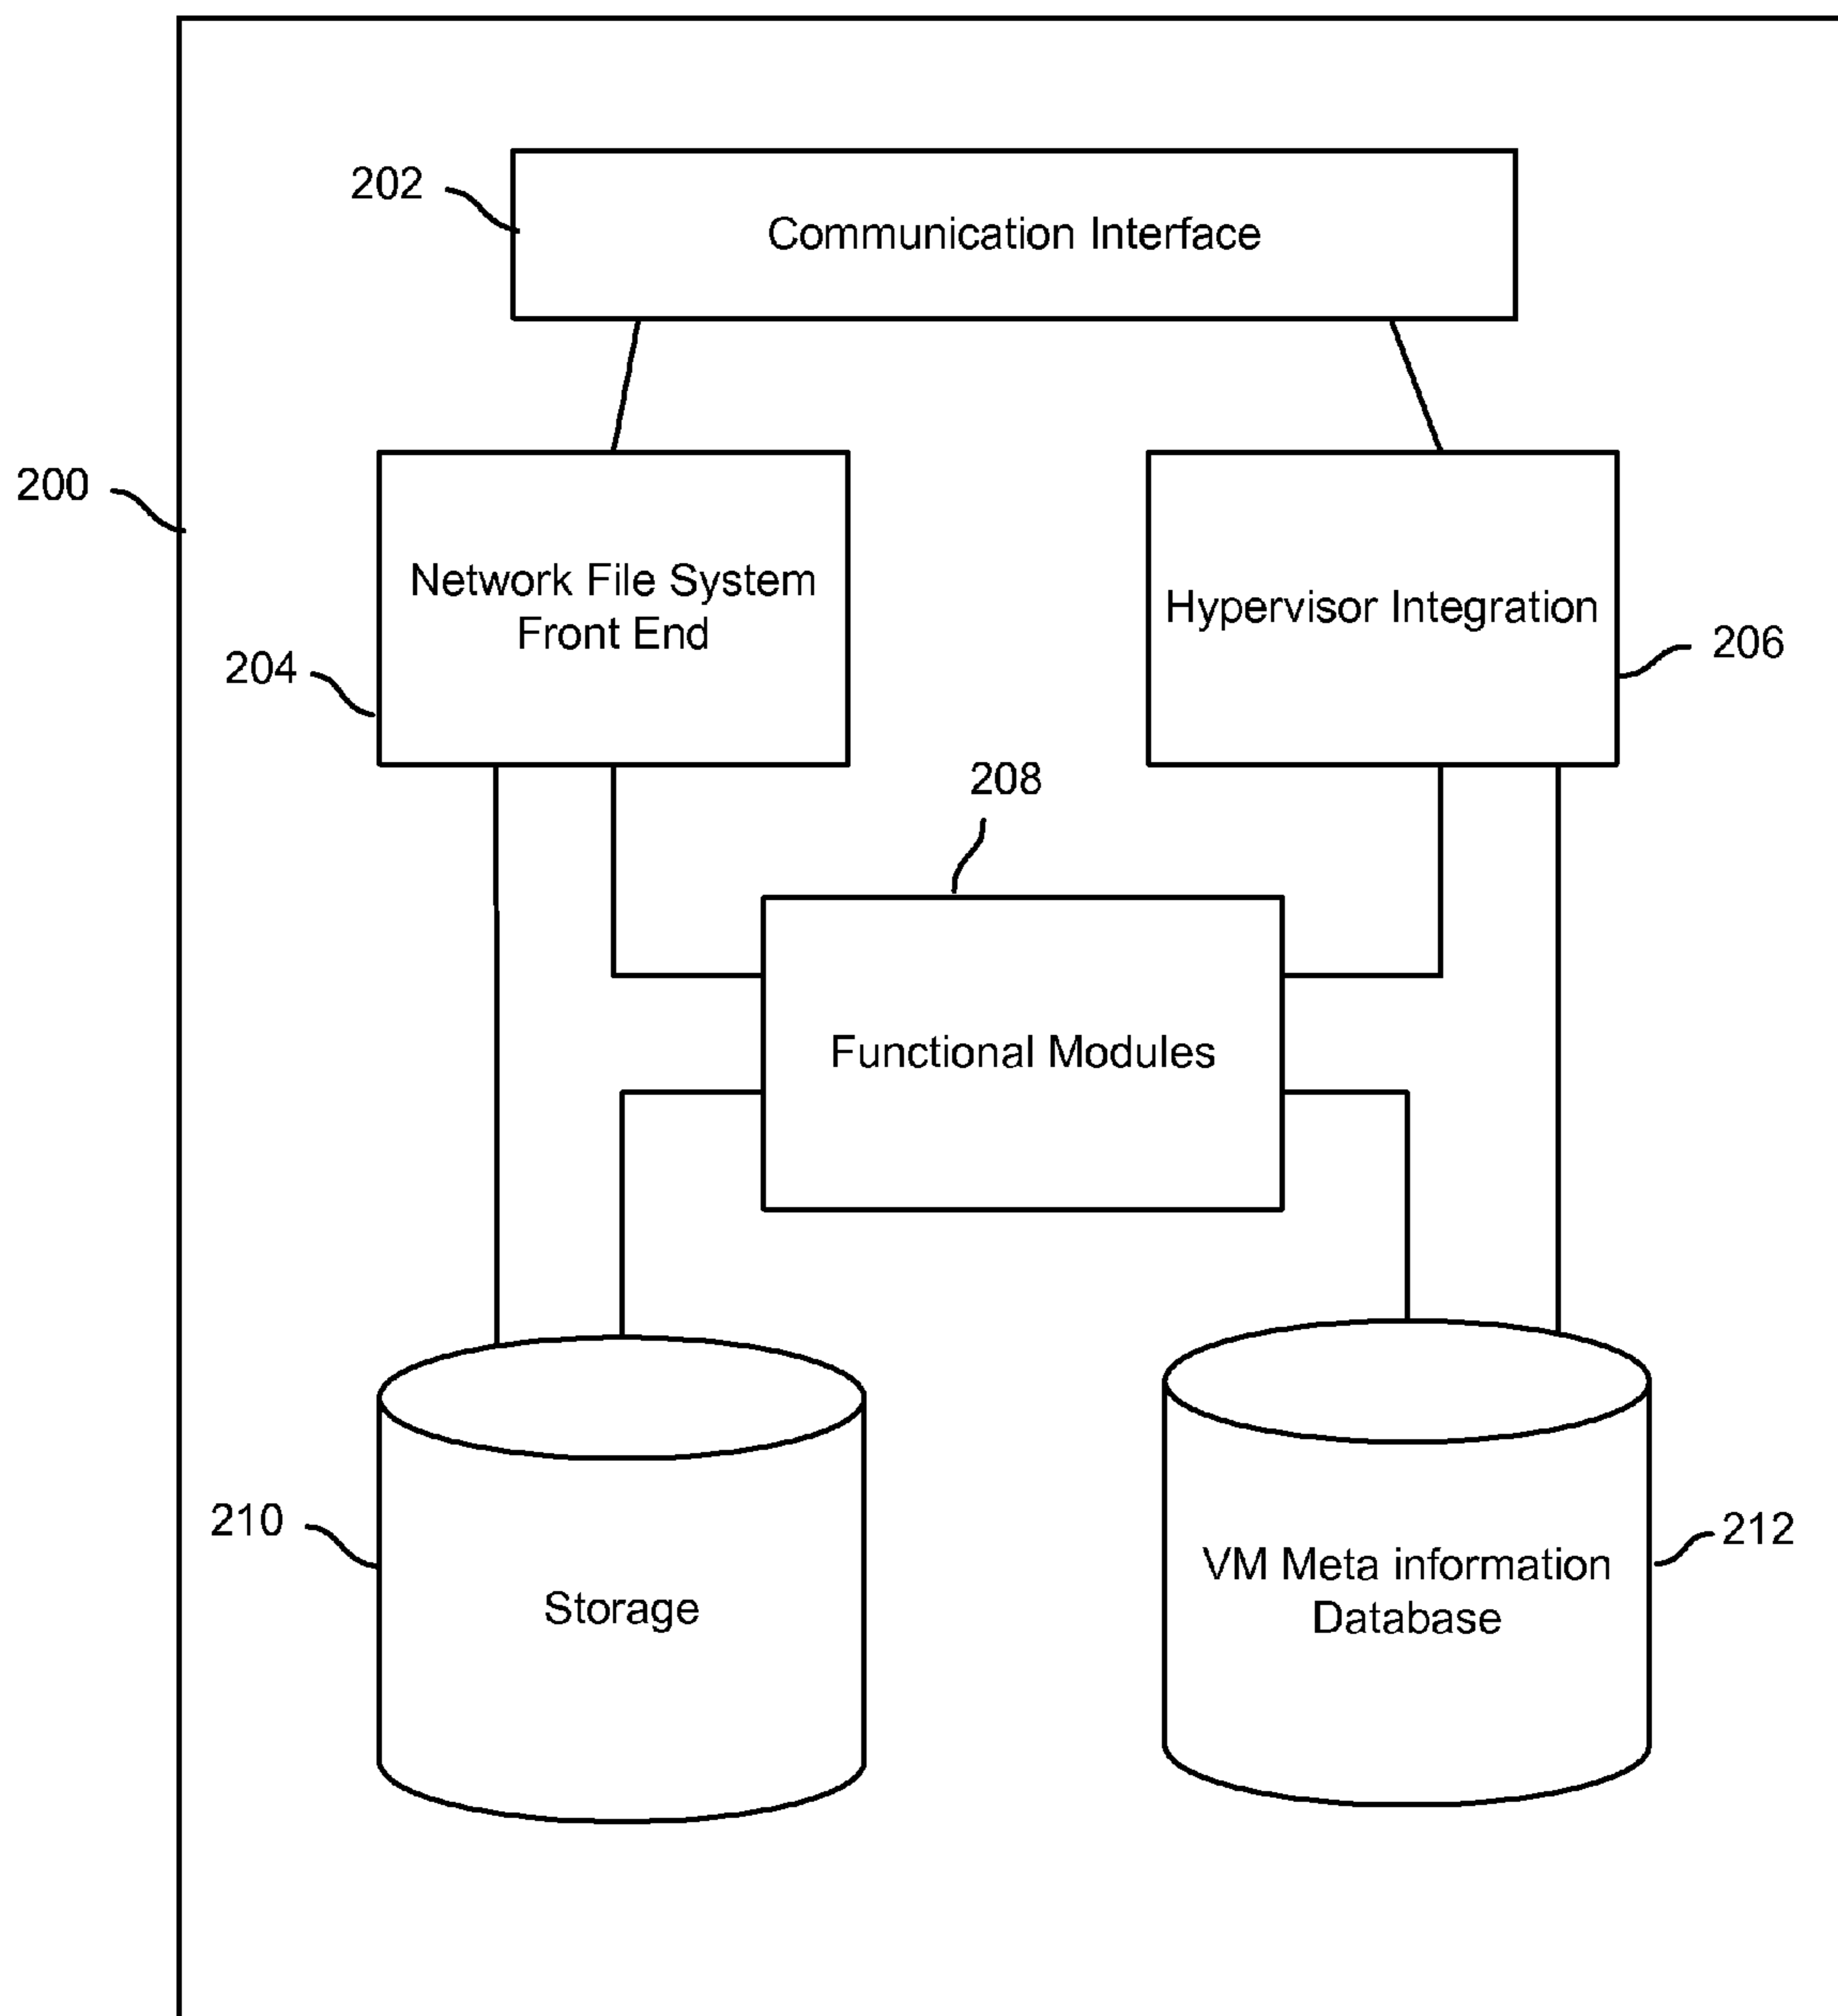 202
Communication Interface
200
Network File System
Front End
204
Hypervisor Integration
206
208
Functional Modules
210
Storage
VM Meta information
Database
212